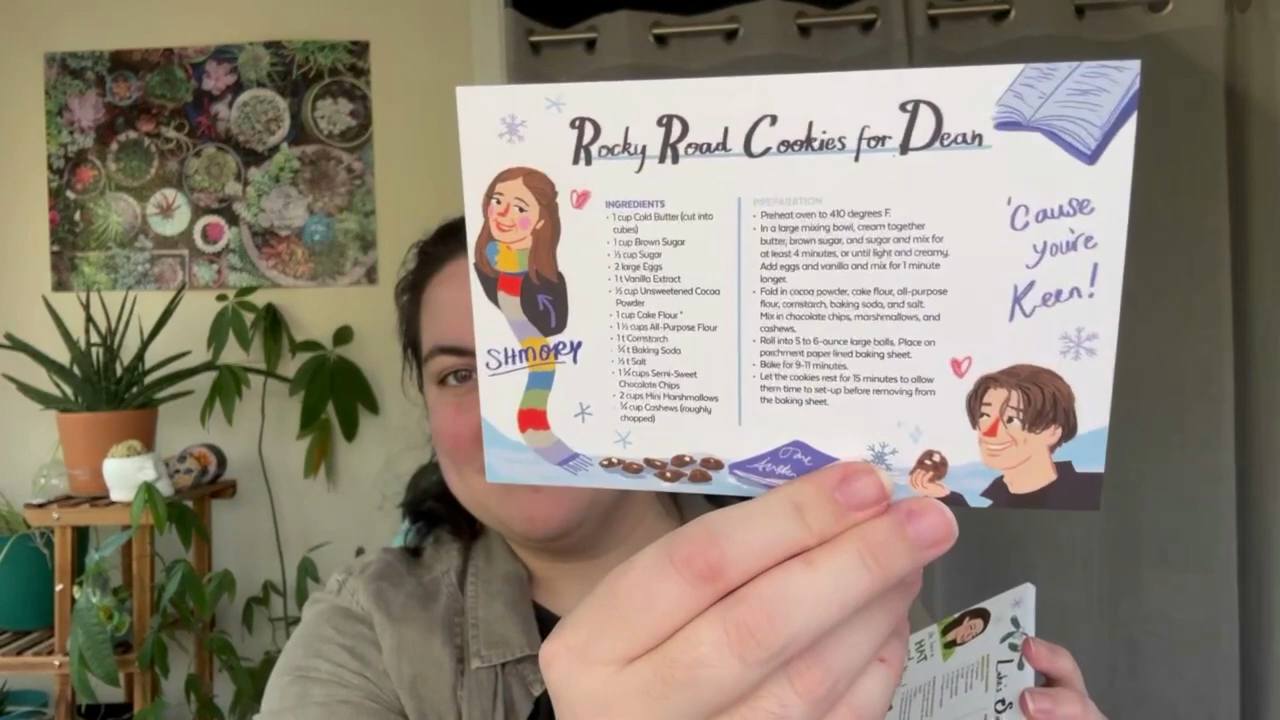 Rocky Road Cookies for Dean
INGREDIENTS
• 1 cup Cold Butter (cut into
cubes)
• 1 cup Brown Sugar
• ½ cup Sugar
• 2 large Eggs
• 1 t Vanilla Extract
• ½ cup Unsweetened Cocoa
Powder
• 1 cup Cake Flour *
• 1 ½ cups All-Purpose Flour
• 1 t Cornstarch
• ¾ t Baking Soda
• ½ t Salt
• 1 ¼ cups Semi-Sweet
Chocolate Chips
• 2 cups Mini Marshmallows
• ¾ cup Cashews (roughly
chopped)
PREPARATION
• Preheat oven to 410 degrees F.
• In a large mixing bowl, cream together
butter, brown sugar, and sugar and mix for
at least 4 minutes, or until light and creamy.
Add eggs and vanilla and mix for 1 minute
longer.
• Fold in cocoa powder, cake flour, all-purpose
flour, cornstarch, baking soda, and salt.
Mix in chocolate chips, marshmallows, and
cashews.
• Roll into 5 to 6-ounce large balls. Place on
parchment paper lined baking sheet.
• Bake for 9-11 minutes.
• Let the cookies rest for 15 minutes to allow
them time to set-up before removing from
the baking sheet.
'Cause
you're
Keen!
SHMORY
Jane
Austen
HAT
Luke's